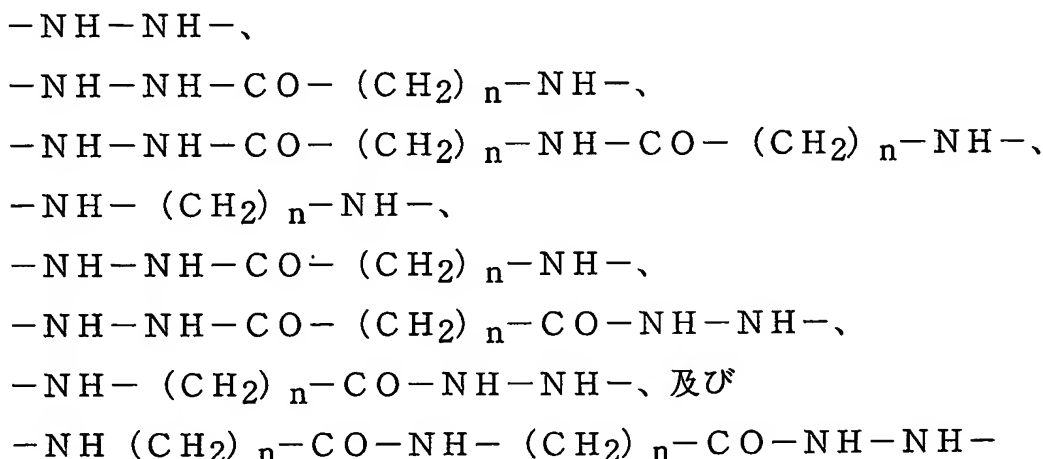 －NH－NH－、
－NH－NH－CO－（CH₂）n－NH－、
－NH－NH－CO－（CH₂）n－NH－CO－（CH₂）n－NH－、
－NH－（CH₂）n－NH－、
－NH－NH－CO－（CH₂）n－NH－、
－NH－NH－CO－（CH₂）n－CO－NH－NH－、
－NH－（CH₂）n－CO－NH－NH－、及び
－NH（CH₂）n－CO－NH－（CH₂）n－CO－NH－NH－